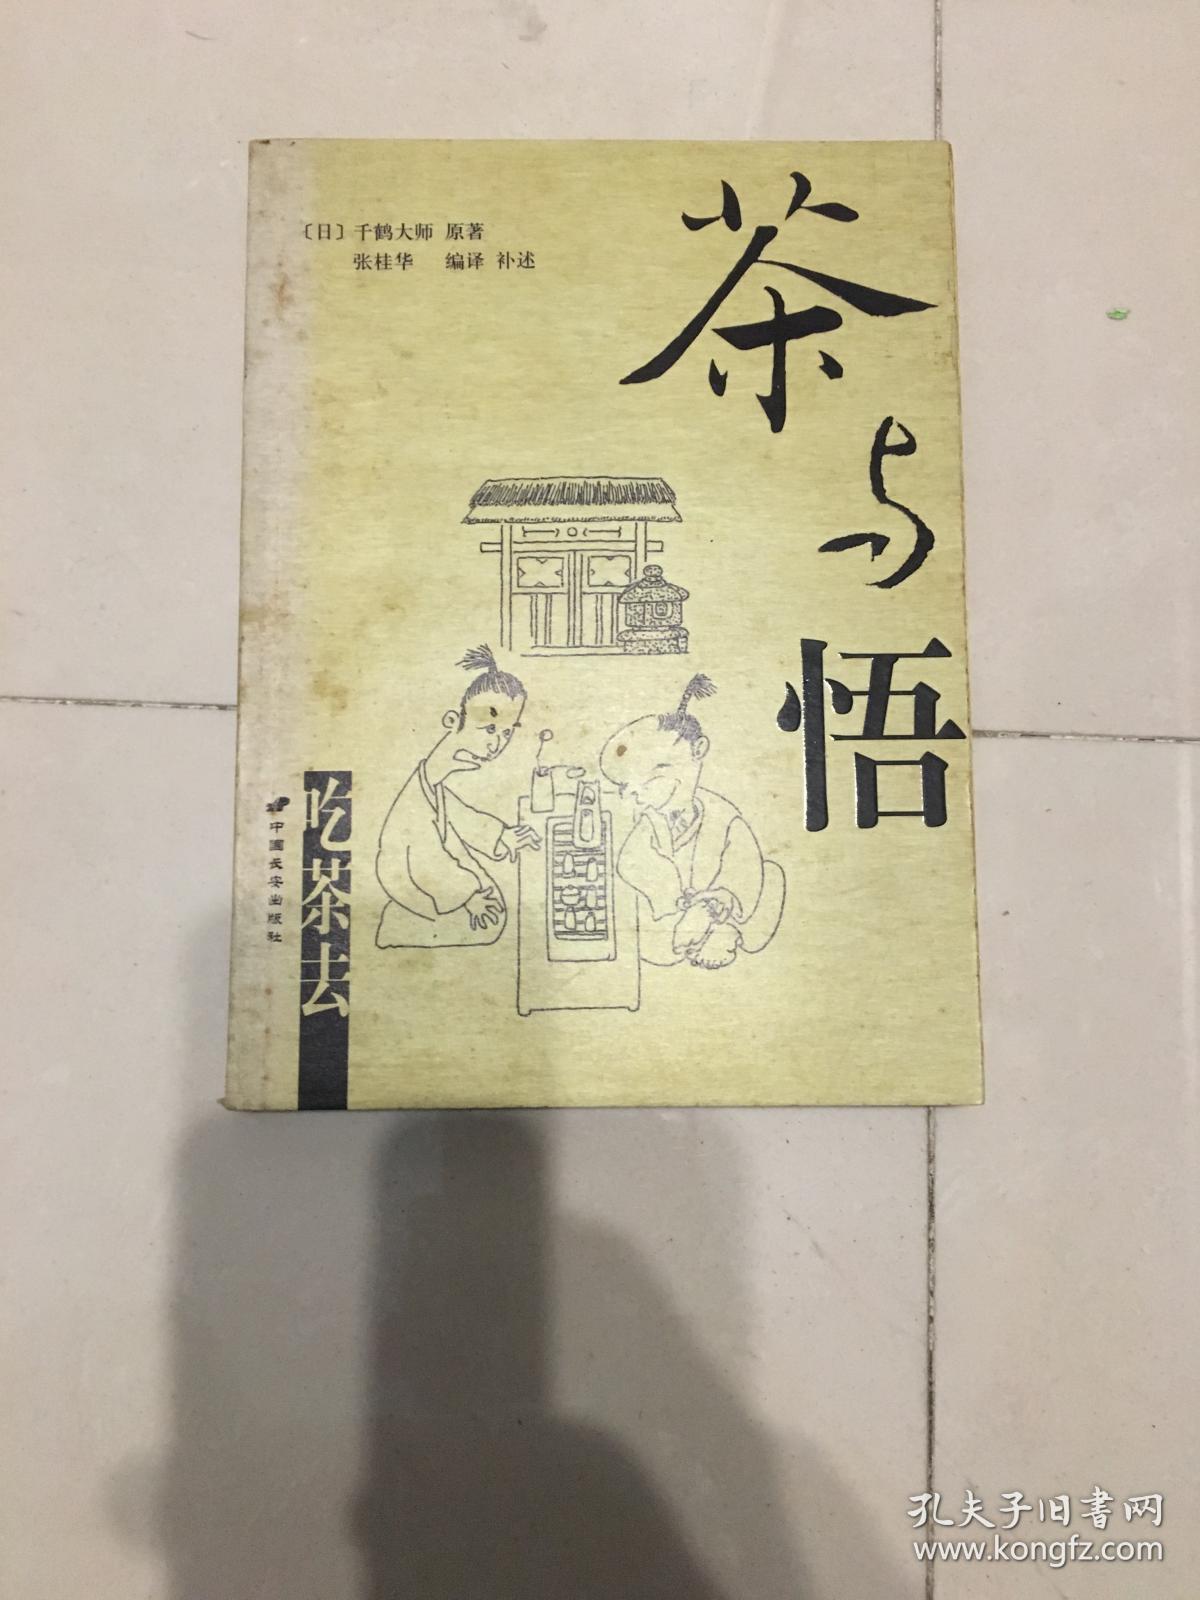 〔日〕千鹤大师 原著
张桂华 编译 补述
茶与悟
吃茶去
中国长安出版社
孔夫子旧书网
www.kongfz.com